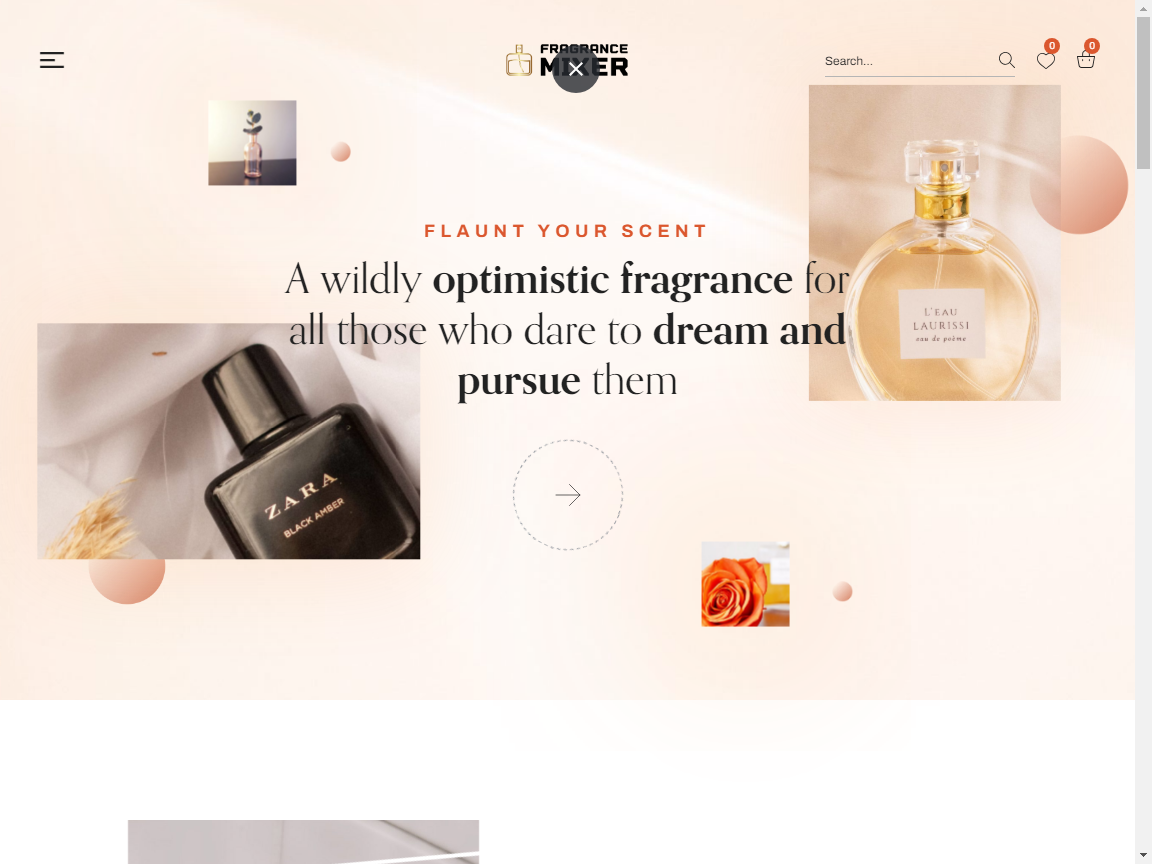 FRAGRANCE
MIXER
Search...
0
0
FLAUNT YOUR SCENT
A wildly optimistic fragrance for
all those who dare to dream and
pursue them
L'EAU
LAURISSI
eau de poème
ZARA
BLACK AMBER